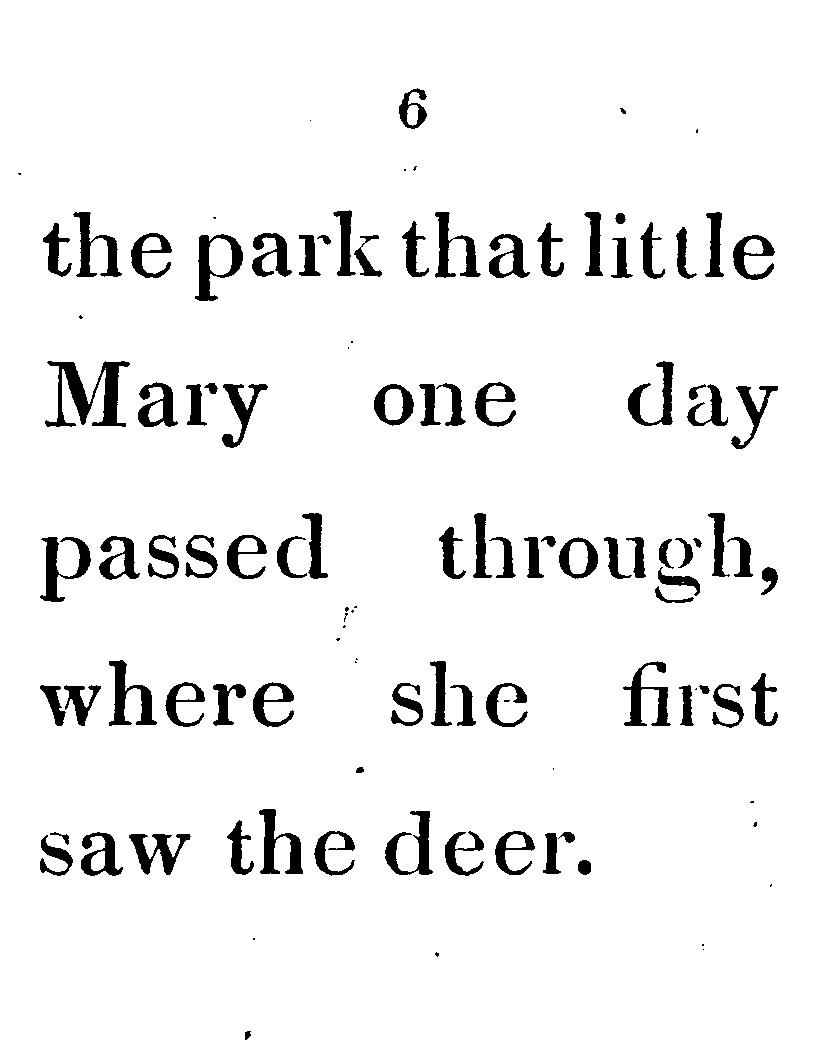 6
the park that little
Mary one day
passed through,
where she first
saw the deer.